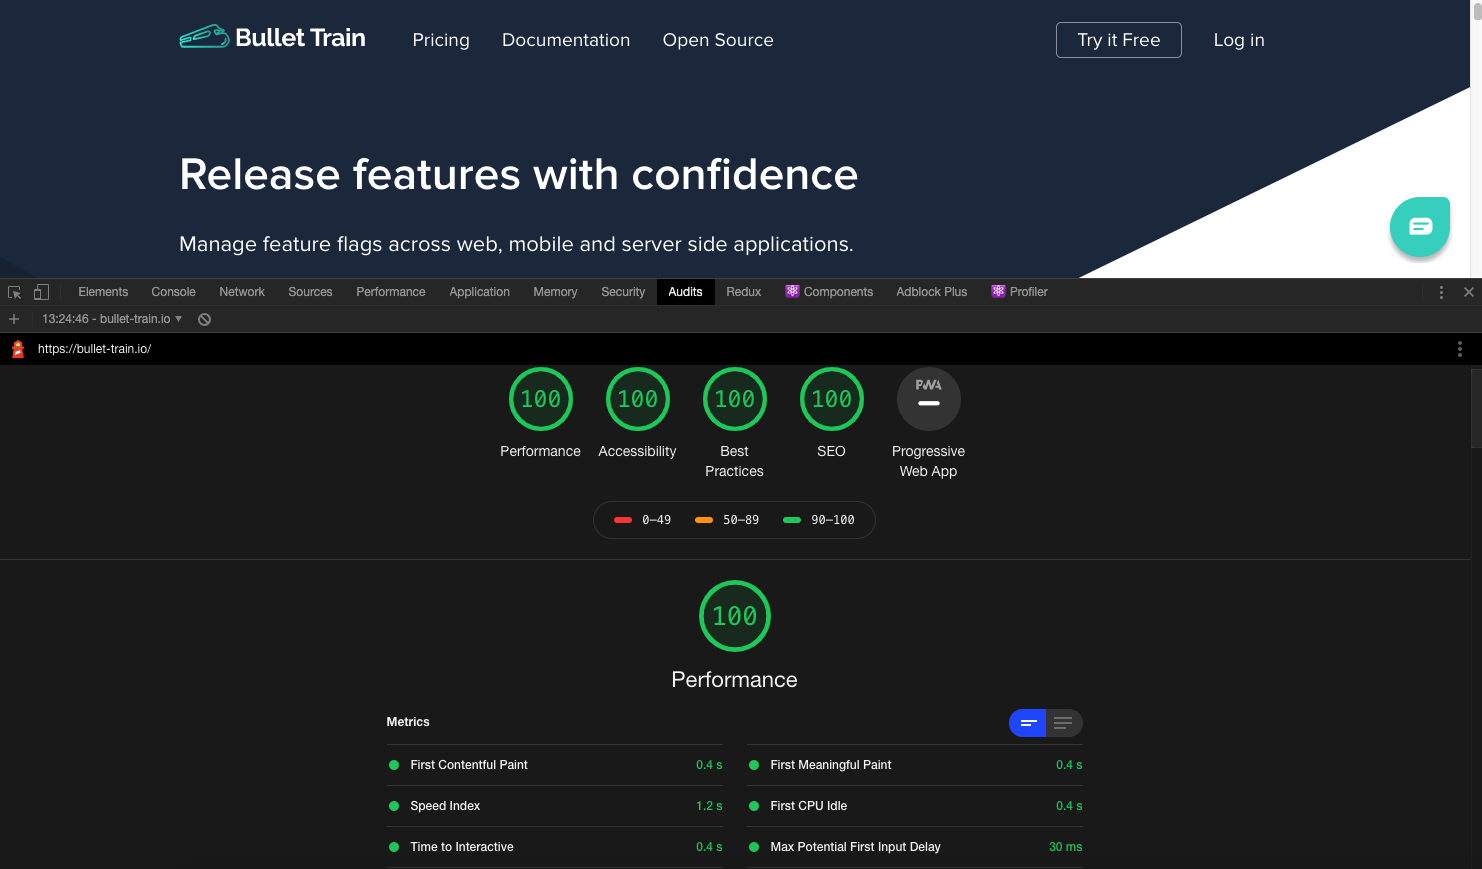 Bullet Train
Pricing
Documentation
Open Source
Try it Free
Log in
Release features with confidence
Manage feature flags across web, mobile and server side applications.
Elements
Console
Network
Sources
Performance
Application
Memory
Security
Audits
Redux
Components
Adblock Plus
Profiler
13:24:46 - bullet-train.io
https://bullet-train.io/
100
100
100
100
PWA
Performance
Accessibility
Best
Practices
SEO
Progressive
Web App
0–49
50–89
90–100
100
Performance
Metrics
First Contentful Paint 0.4 s
First Meaningful Paint 0.4 s
Speed Index 1.2 s
First CPU Idle 0.4 s
Time to Interactive 0.4 s
Max Potential First Input Delay 30 ms